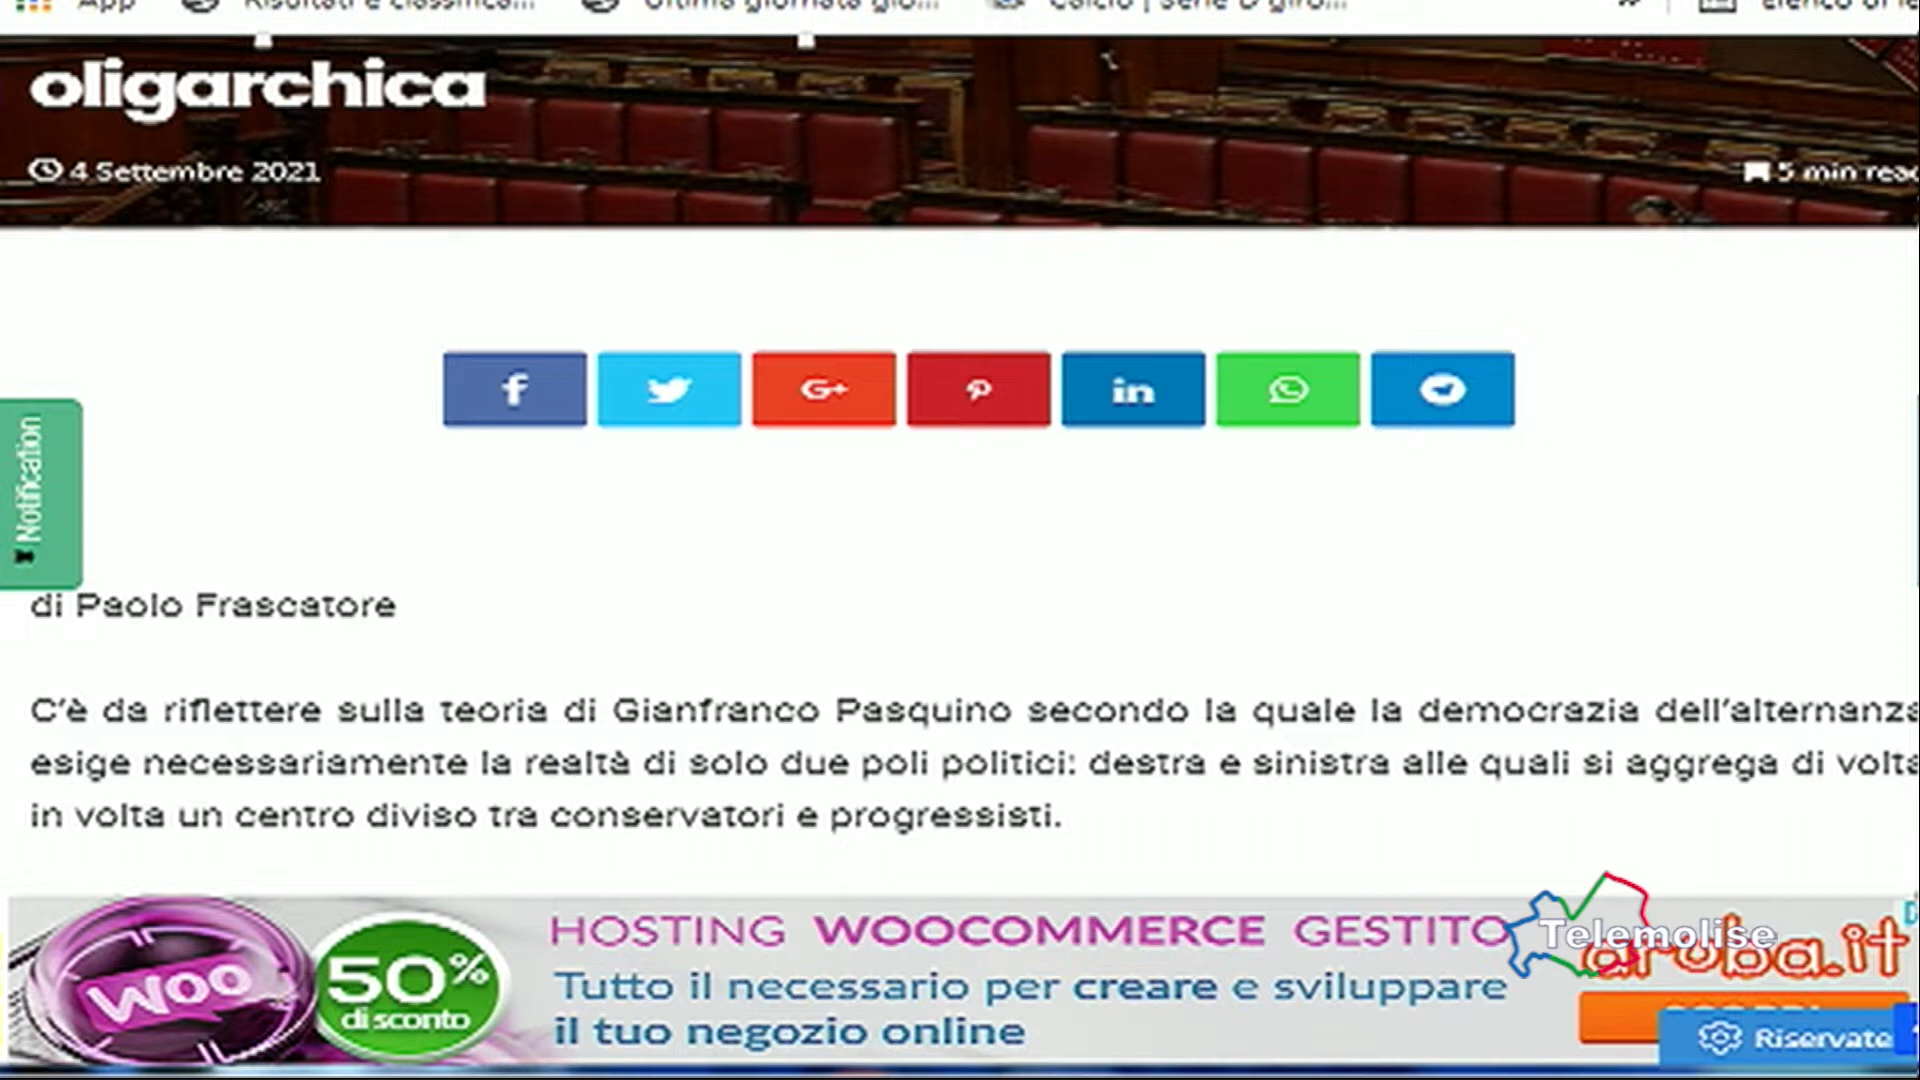 App
Risultati e classifica...
Ultima giornata gio...
Calcio | Serie D giro...
»
oligarchica
4 Settembre 2021
5 min read
f
G+
in
Notification
di Paolo Frascatore
C'è da riflettere sulla teoria di Gianfranco Pasquino secondo la quale la democrazia dell'alternanza
esige necessariamente la realtà di solo due poli politici: destra e sinistra alle quali si aggrega di volta
in volta un centro diviso tra conservatori e progressisti.
WOO
50%
di sconto
HOSTING WOOCOMMERCE GESTITO
Tutto il necessario per creare e sviluppare
il tuo negozio online
Telemolise
aruba.it
Riservate